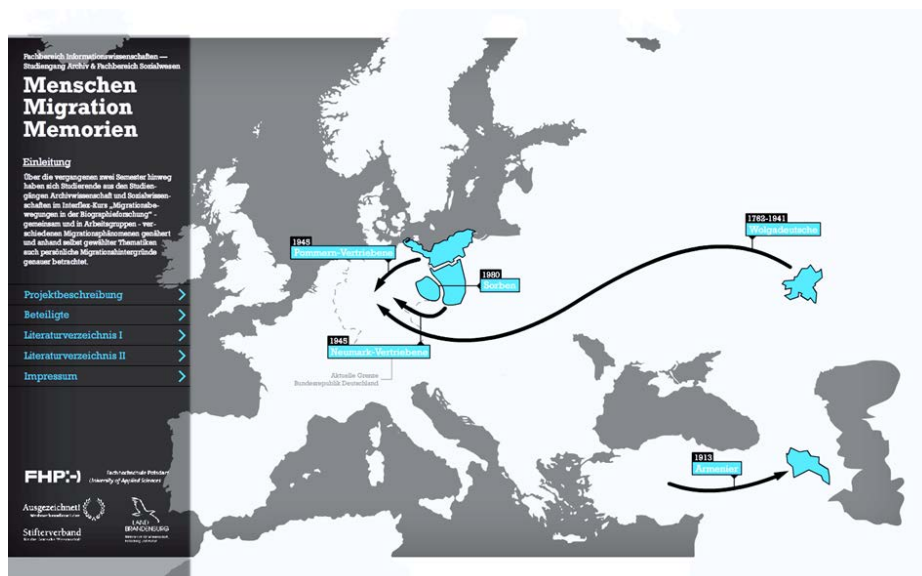 Fachbereich Informationswissenschaften —
Studiengang Archiv & Fachbereich Sozialwesen
Menschen
Migration
Memorien
Einleitung
Über die vergangenen zwei Semester hinweg
haben sich Studierende aus den Studien-
gängen Archivwissenschaft und Sozialwissen-
schaften im Interflex-Kurs „Migrationsbe-
wegungen in der Biographieforschung" -
gemeinsam und in Arbeitsgruppen - ver-
schiedenen Migrationsphänomenen genähert
und anhand selbst gewählter Thematiken
auch persönliche Migrationshintergründe
genauer betrachtet.
Projektbeschreibung
Beteiligte
Literaturverzeichnis I
Literaturverzeichnis II
Impressum
FHP:-)
Fachhochschule Potsdam
University of Applied Sciences
Ausgezeichnet!
Stifterverband
LAND
BRANDENBURG
1945
Pommern-Vertriebene
1980
Sorben
1762-1941
Wolgadeutsche
1945
Neumark-Vertriebene
Aktuelle Grenze
Bundesrepublik Deutschland
1913
Armenier